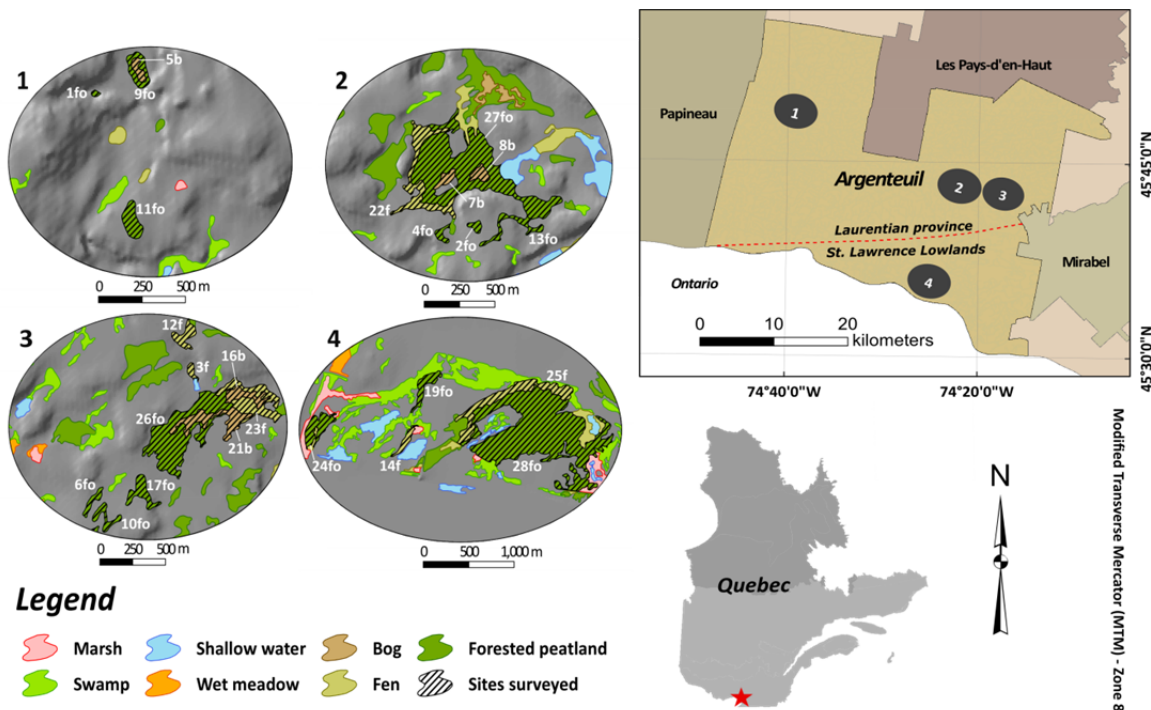 1
5b
1fo
9fo
11fo
0 250 500 m
2
27fo
8b
7b
22f
4fo
2fo
13fo
0 250 500 m
3
12f
3f
16b
26fo
23f
21b
17fo
6fo
10fo
0 250 500 m
4
25f
19fo
24fo
14f
28fo
0 500 1,000 m
Legend
Marsh
Shallow water
Bog
Forested peatland
Swamp
Wet meadow
Fen
Sites surveyed
Les Pays-d'en-Haut
Papineau
1
Argenteuil
2
3
Laurentian province
St. Lawrence Lowlands
Mirabel
Ontario
4
0 10 20
kilometers
74°40'0"W
74°20'0"W
45°45'0"N
45°30'0"N
Quebec
N
Modified Transverse Mercator (MTM) - Zone 8